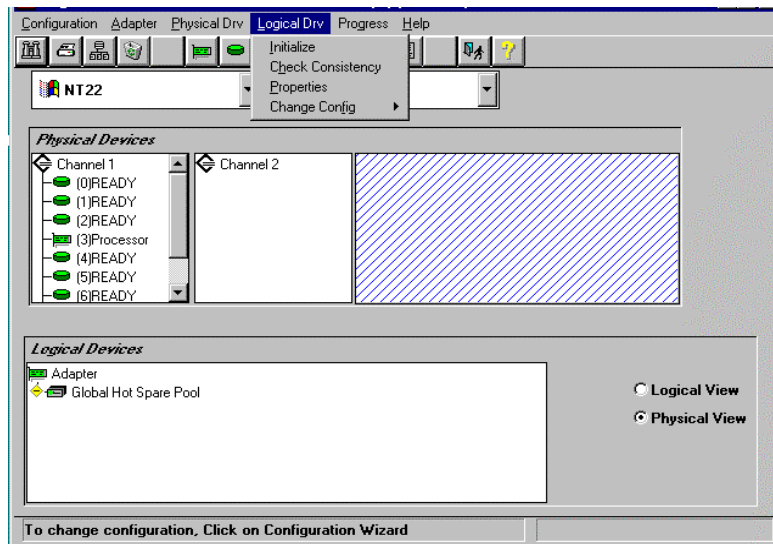 Configuration Adapter Physical Drv Logical Drv Progress Help
Initialize
Check Consistency
Properties
Change Config
NT22
Physical Devices
Channel 1
(0)READY
(1)READY
(2)READY
(3)Processor
(4)READY
(5)READY
(6)READY
Channel 2
Logical Devices
Adapter
Global Hot Spare Pool
Logical View
Physical View
To change configuration, Click on Configuration Wizard